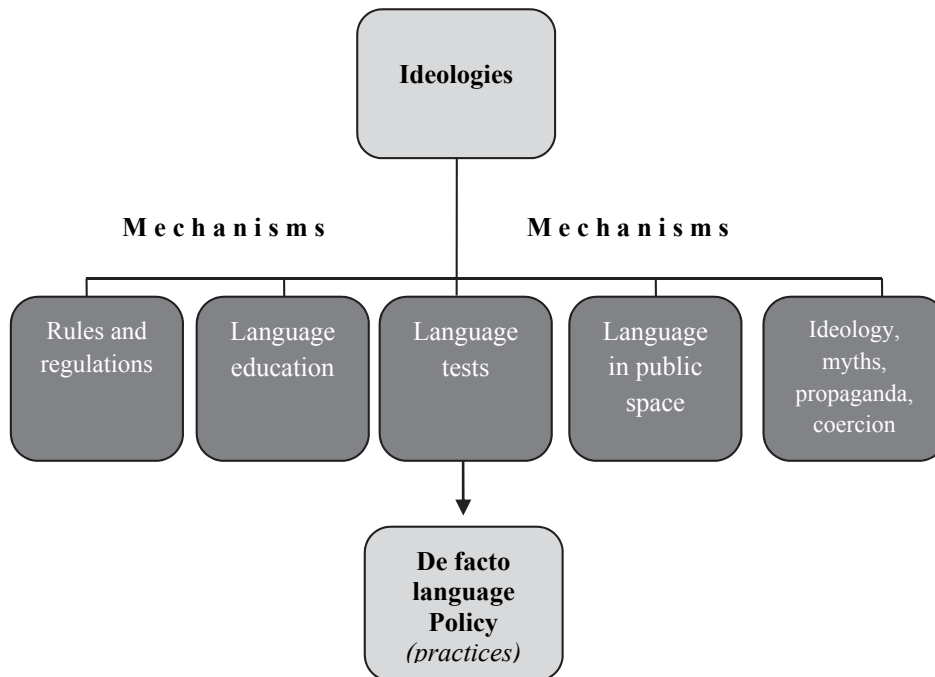 Ideologies
M e c h a n i s m s
M e c h a n i s m s
Rules and
regulations
Language
education
Language
tests
Language
in public
space
Ideology,
myths,
propaganda,
coercion
De facto
language
Policy
(practices)